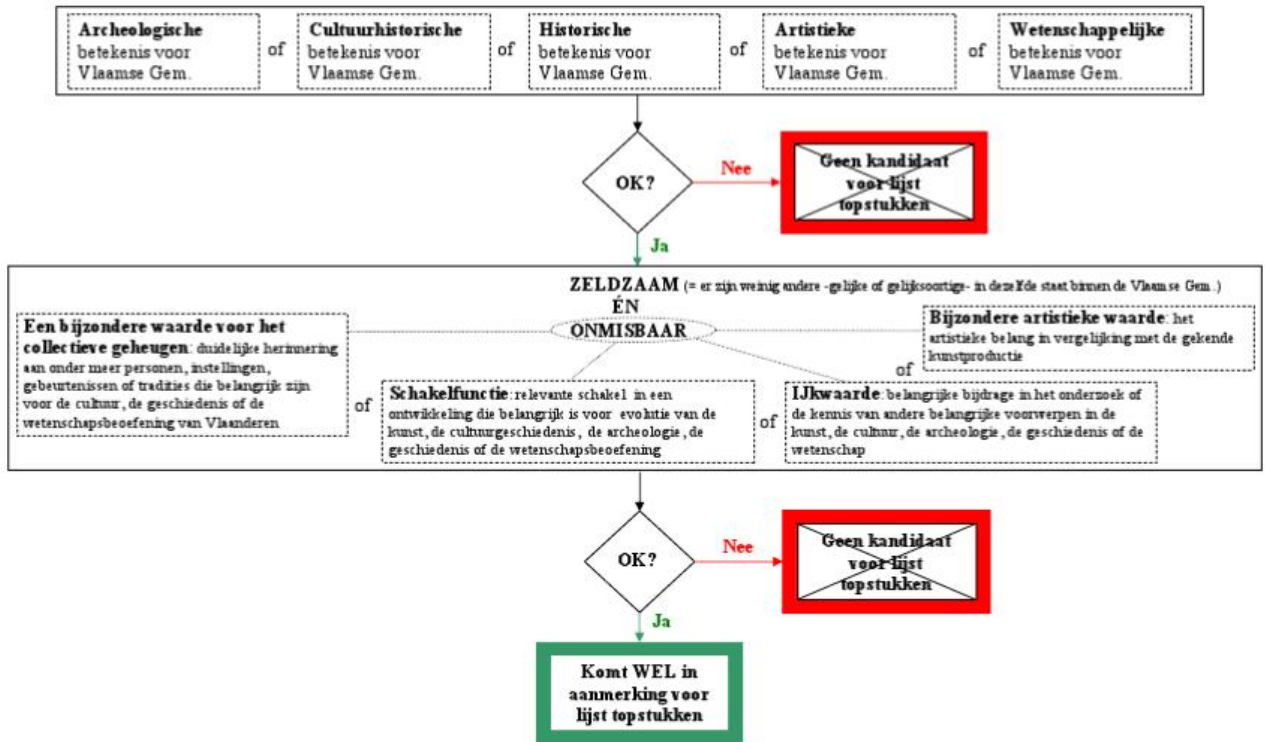 Archeologische
betekenis voor
Vlaamse Gem.
of
Cultuurhistorische
betekenis voor
Vlaamse Gem.
of
Historische
betekenis voor
Vlaamse Gem.
of
Artistieke
betekenis voor
Vlaamse Gem.
of
Wetenschappelijke
betekenis voor
Vlaamse Gem.
OK?
Nee
Geen kandidaat
voor lijst
topstukken
Ja
ZELDZAAM (= er zijn weinig andere -gelijke of gelijksoortige- in dezelfde staat binnen de Vlaamse Gem.)
ÉN
ONMISBAAR
Een bijzondere waarde voor het
collectieve geheugen: duidelijke herinnering
aan onder meer personen, instellingen,
gebeurtenissen of tradities die belangrijk zijn
voor de cultuur, de geschiedenis of de
wetenschapsbeoefening van Vlaanderen
of
Schakelfunctie: relevante schakel in een
ontwikkeling die belangrijk is voor evolutie van de
kunst, de cultuurgeschiedenis, de archeologie, de
geschiedenis of de wetenschapsbeoefening
of
IJkwaarde: belangrijke bijdrage in het onderzoek of
de kennis van andere belangrijke voorwerpen in de
kunst, de cultuur, de archeologie, de geschiedenis of de
wetenschap
of
Bijzondere artistieke waarde: het
artistieke belang in vergelijking met de gekende
kunstproductie
OK?
Nee
Geen kandidaat
voor lijst
topstukken
Ja
Komt WEL in
aanmerking voor
lijst topstukken